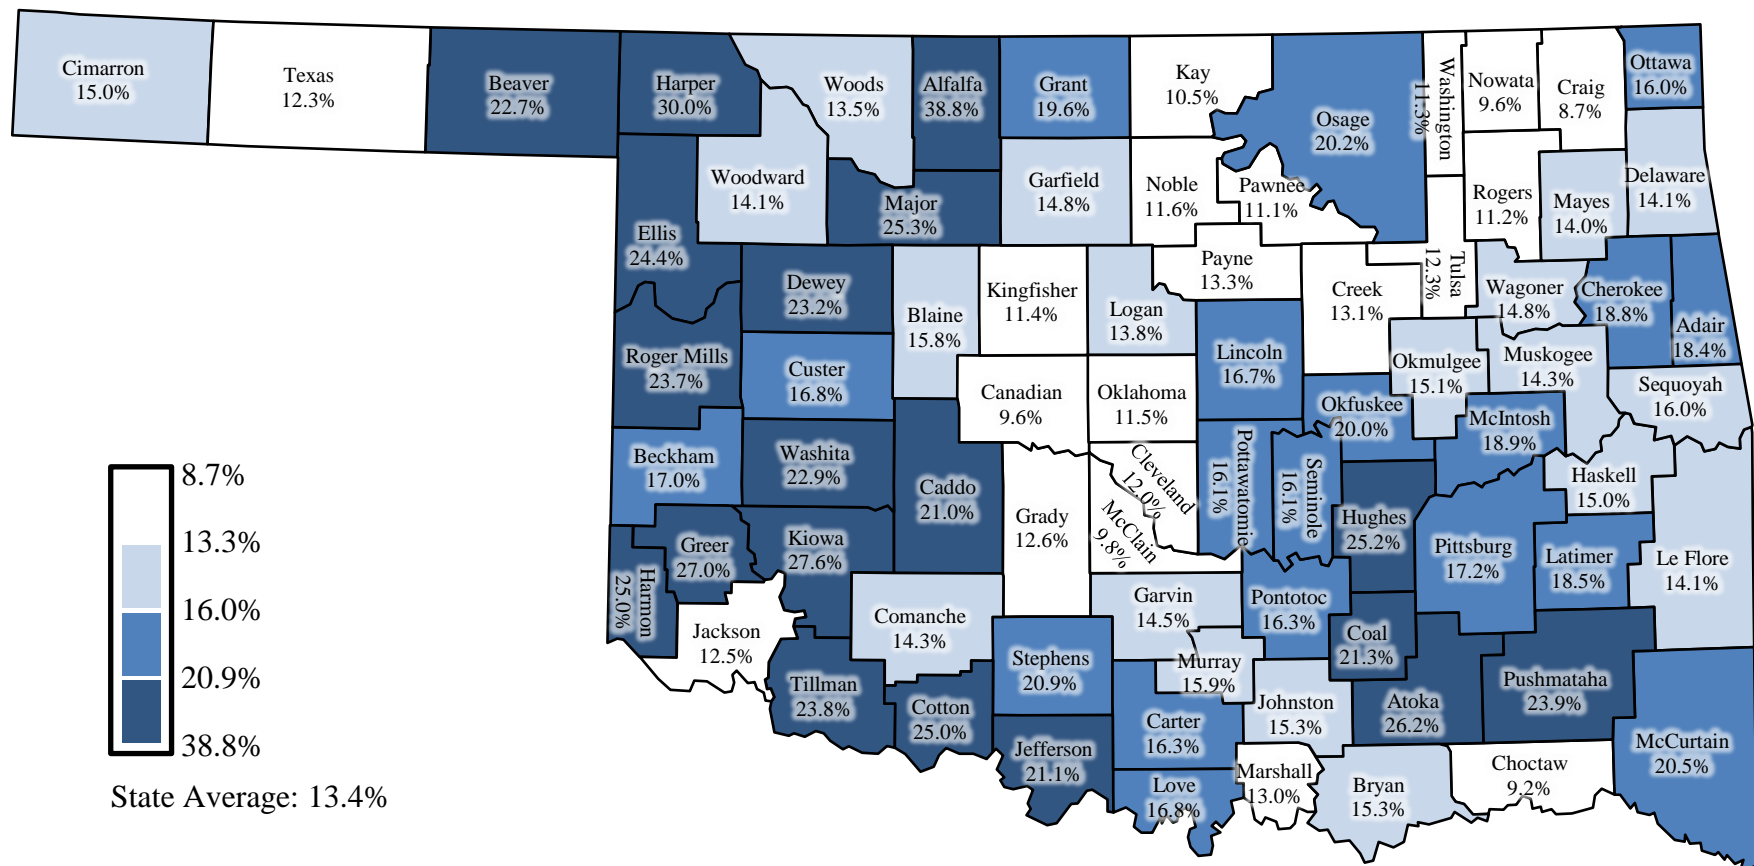 Cimarron
15.0%
Texas
12.3%
Beaver
22.7%
Harper
30.0%
Woods
13.5%
Alfalfa
38.8%
Grant
19.6%
Kay
10.5%
Osage
20.2%
Washington
11.3%
Nowata
9.6%
Craig
8.7%
Ottawa
16.0%
Woodward
14.1%
Major
25.3%
Garfield
14.8%
Noble
11.6%
Pawnee
11.1%
Rogers
11.2%
Mayes
14.0%
Delaware
14.1%
Ellis
24.4%
Dewey
23.2%
Blaine
15.8%
Kingfisher
11.4%
Logan
13.8%
Payne
13.3%
Creek
13.1%
Tulsa
12.3%
Wagoner
14.8%
Cherokee
18.8%
Adair
18.4%
Roger Mills
23.7%
Custer
16.8%
Canadian
9.6%
Oklahoma
11.5%
Lincoln
16.7%
Okfuskee
20.0%
Okmulgee
15.1%
Muskogee
14.3%
Sequoyah
16.0%
Beckham
17.0%
Washita
22.9%
Caddo
21.0%
Grady
12.6%
Cleveland
12.0%
McClain
9.8%
Pottawatomie
16.1%
Seminole
16.1%
Hughes
25.2%
McIntosh
18.9%
Haskell
15.0%
Pittsburg
17.2%
Latimer
18.5%
Le Flore
14.1%
Harmon
25.0%
Greer
27.0%
Kiowa
27.6%
Jackson
12.5%
Comanche
14.3%
Tillman
23.8%
Cotton
25.0%
Stephens
20.9%
Jefferson
21.1%
Garvin
14.5%
Murray
15.9%
Carter
16.3%
Love
16.8%
Pontotoc
16.3%
Johnston
15.3%
Marshall
13.0%
Coal
21.3%
Atoka
26.2%
Bryan
15.3%
Pushmataha
23.9%
Choctaw
9.2%
McCurtain
20.5%
8.7%
13.3%
16.0%
20.9%
38.8%
State Average: 13.4%